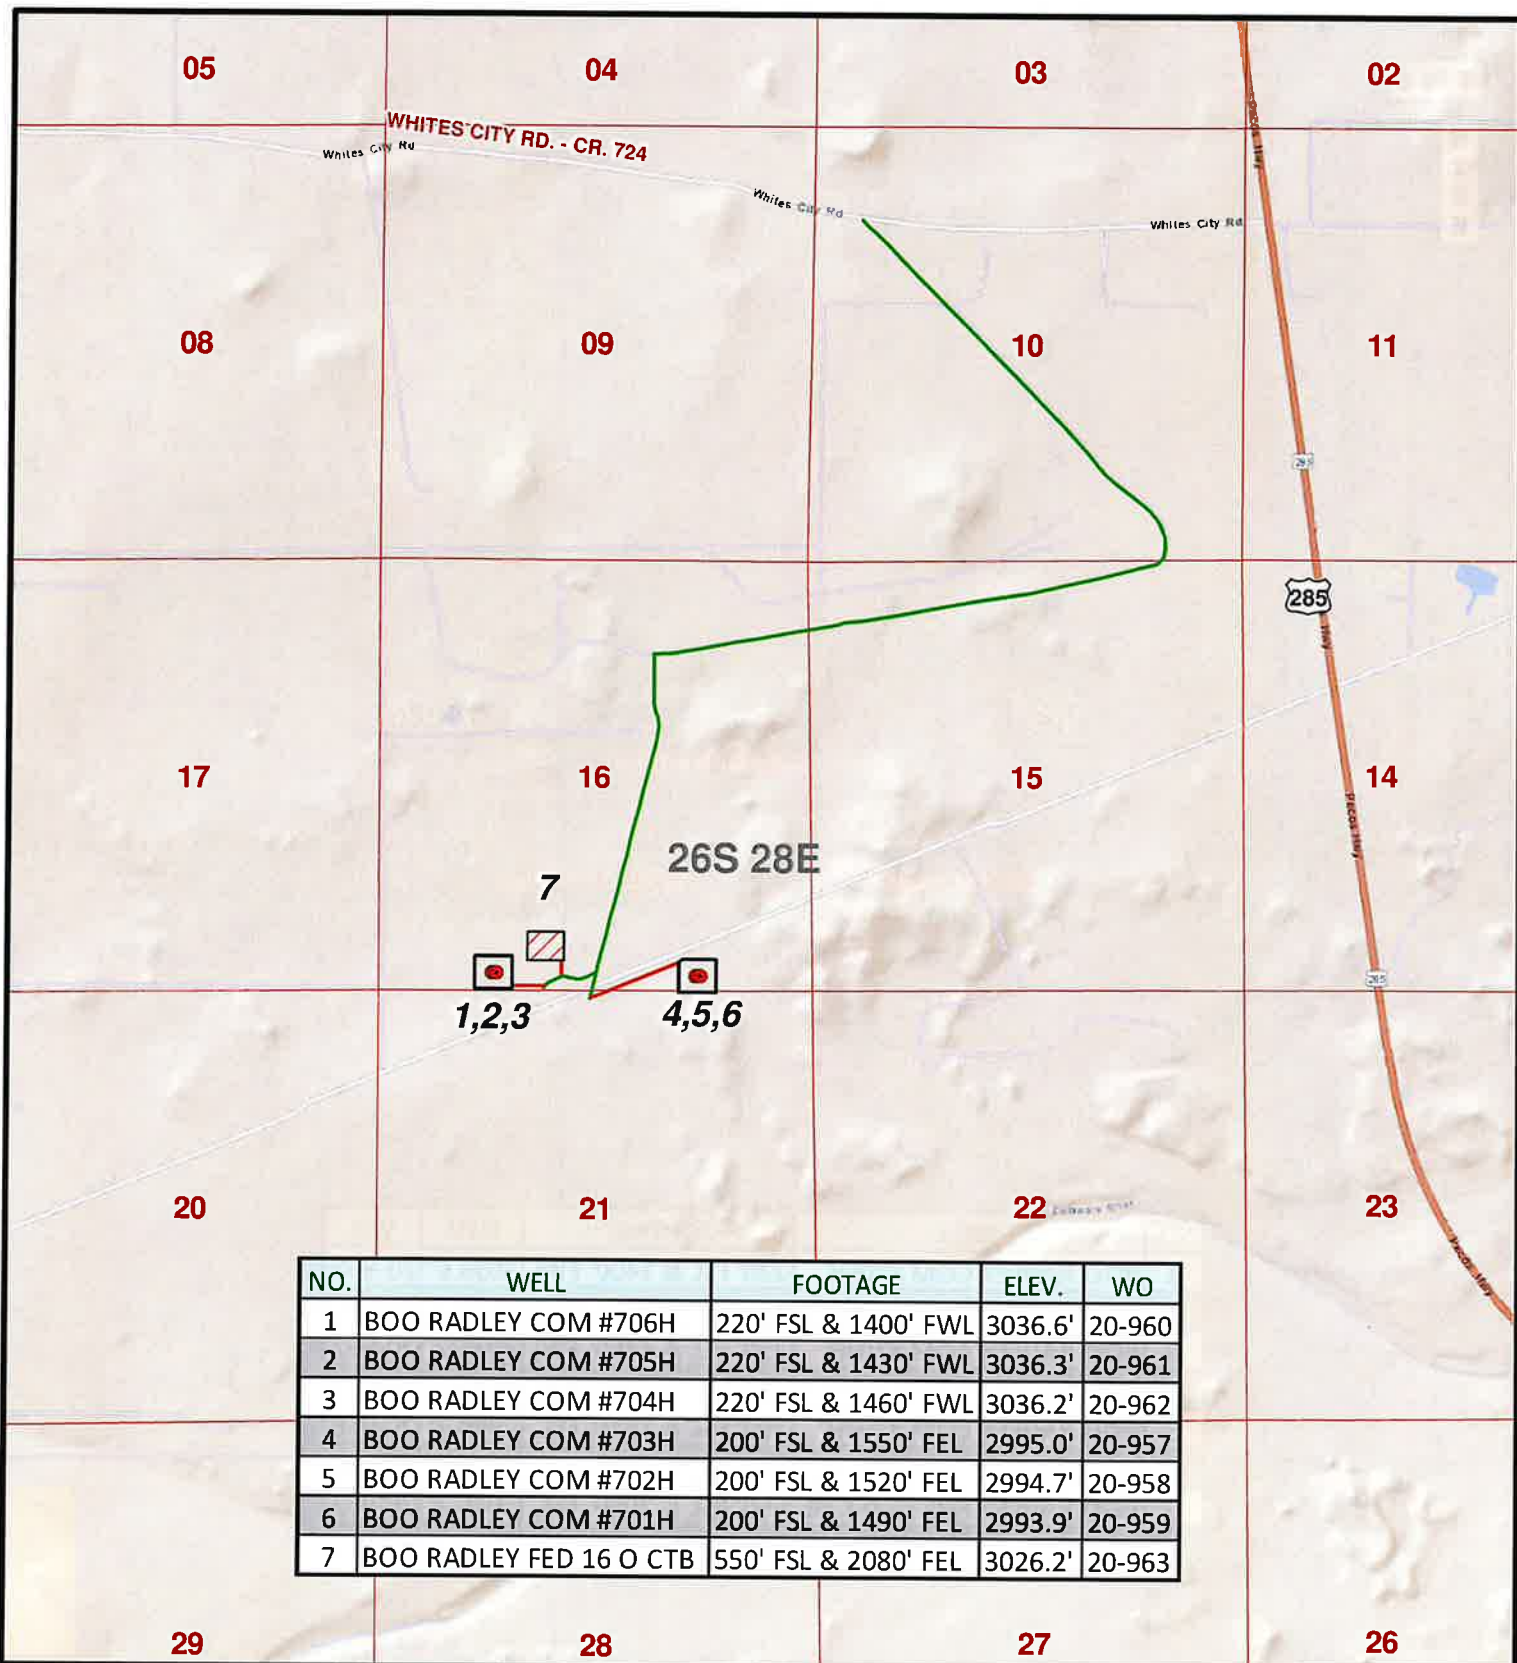 05 04 03 02
WHITES CITY RD. - CR. 724
Whites City Rd
Whites City Rd
Whites City Rd
Pecos Hwy
08 09 10 11
285
285
Hwy
17 16 15 14
Pecos Hwy
26S 28E
7
285
1,2,3 4,5,6
20 21 22 23
Pecos Hwy
NO. WELL FOOTAGE ELEV. WO
1 BOO RADLEY COM #706H 220' FSL & 1400' FWL 3036.6' 20-960
2 BOO RADLEY COM #705H 220' FSL & 1430' FWL 3036.3' 20-961
3 BOO RADLEY COM #704H 220' FSL & 1460' FWL 3036.2' 20-962
4 BOO RADLEY COM #703H 200' FSL & 1550' FEL 2995.0' 20-957
5 BOO RADLEY COM #702H 200' FSL & 1520' FEL 2994.7' 20-958
6 BOO RADLEY COM #701H 200' FSL & 1490' FEL 2993.9' 20-959
7 BOO RADLEY FED 16 O CTB 550' FSL & 2080' FEL 3026.2' 20-963
29 28 27 26